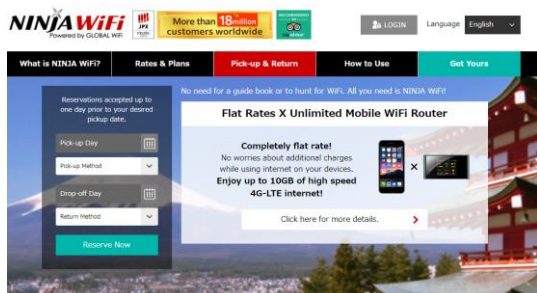 NINJA WiFi
Powered by GLOBAL WiFi
JPX
More than 18million
customers worldwide
RECOMMENDED
LOGIN
Language
English
What is NINJA WiFi?
Rates & Plans
Pick-up & Return
How to Use
Get Yours
No need for a guide book or to hunt for WiFi. All you need is NINJA WiFi!
Reservations accepted up to
one day prior to your desired
pickup date.
Pick-up Day
Pick-up Method
Drop-off Day
Return Method
Reserve Now
Flat Rates X Unlimited Mobile WiFi
Router
Completely flat rate!
No worries about additional charges
while using internet on your devices.
Enjoy up to 10GB of high speed
4G-LTE internet!
×
Click here for more details.